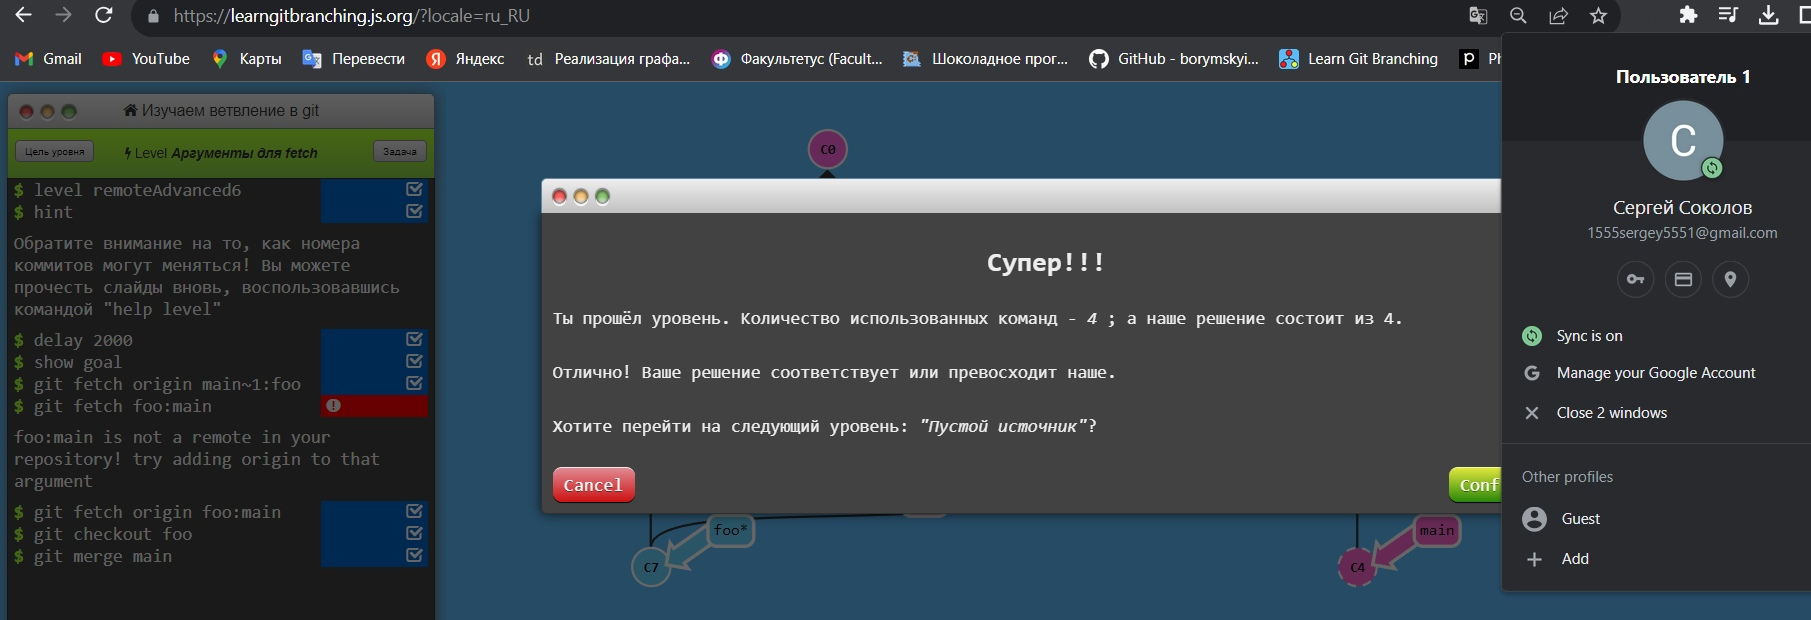 https://learngitbranching.js.org/?locale=ru_RU
Gmail YouTube Карты Перевести Яндекс td Реализация графа... Факультетус (Facult... Шоколадное прог... GitHub - borymskyi... Learn Git Branching
Изучаем ветвление в git
Цель уровня Level Аргументы для fetch Задача
$ level remoteAdvanced6
$ hint
Обратите внимание на то, как номера
коммитов могут меняться! Вы можете
прочесть слайды вновь, воспользовавшись
командой "help level"
$ delay 2000
$ show goal
$ git fetch origin main~1:foo
$ git fetch foo:main
foo:main is not a remote in your
repository! try adding origin to that
argument
$ git fetch origin foo:main
$ git checkout foo
$ git merge main
C0
Супер!!!
Ты прошёл уровень. Количество использованных команд - 4 ; а наше решение состоит из 4.
Отлично! Ваше решение соответствует или превосходит наше.
Хотите перейти на следующий уровень: "Пустой источник"?
Cancel Conf
foo* main
C7 C4
Пользователь 1
C
Сергей Соколов
1555sergey5551@gmail.com
Sync is on
Manage your Google Account
Close 2 windows
Other profiles
Guest
Add